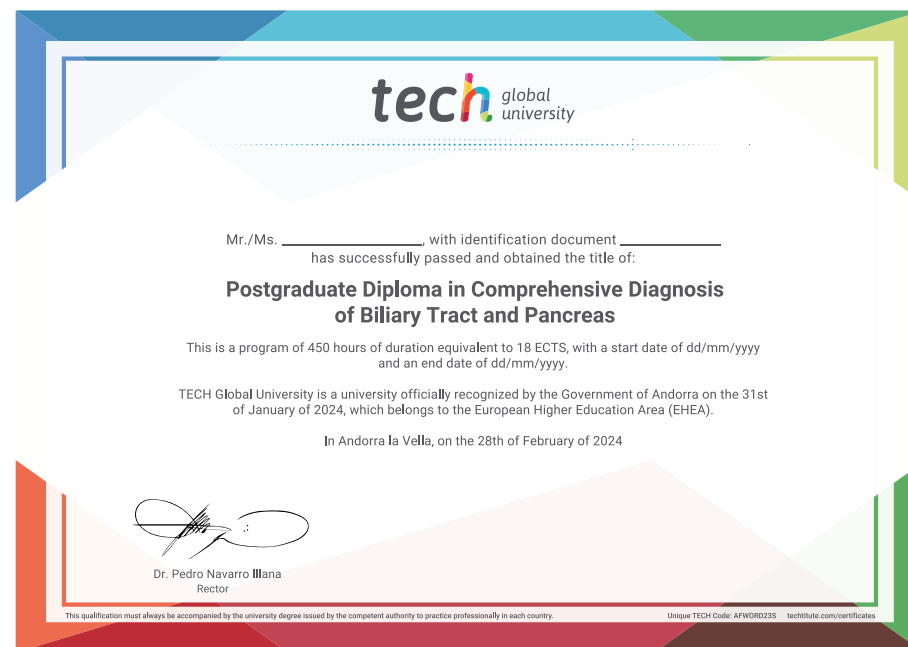 tech global university
Mr./Ms. ____________, with identification document ____________
has successfully passed and obtained the title of:
Postgraduate Diploma in Comprehensive Diagnosis
of Biliary Tract and Pancreas
This is a program of 450 hours of duration equivalent to 18 ECTS, with a start date of dd/mm/yyyy
and an end date of dd/mm/yyyy.
TECH Global University is a university officially recognized by the Government of Andorra on the 31st
of January of 2024, which belongs to the European Higher Education Area (EHEA).
In Andorra la Vella, on the 28th of February of 2024
Dr. Pedro Navarro Illana
Rector
This qualification must always be accompanied by the university degree issued by the competent authority to practice professionally in each country.
Unique TECH Code: AFWORD23S techtitute.com/certificates